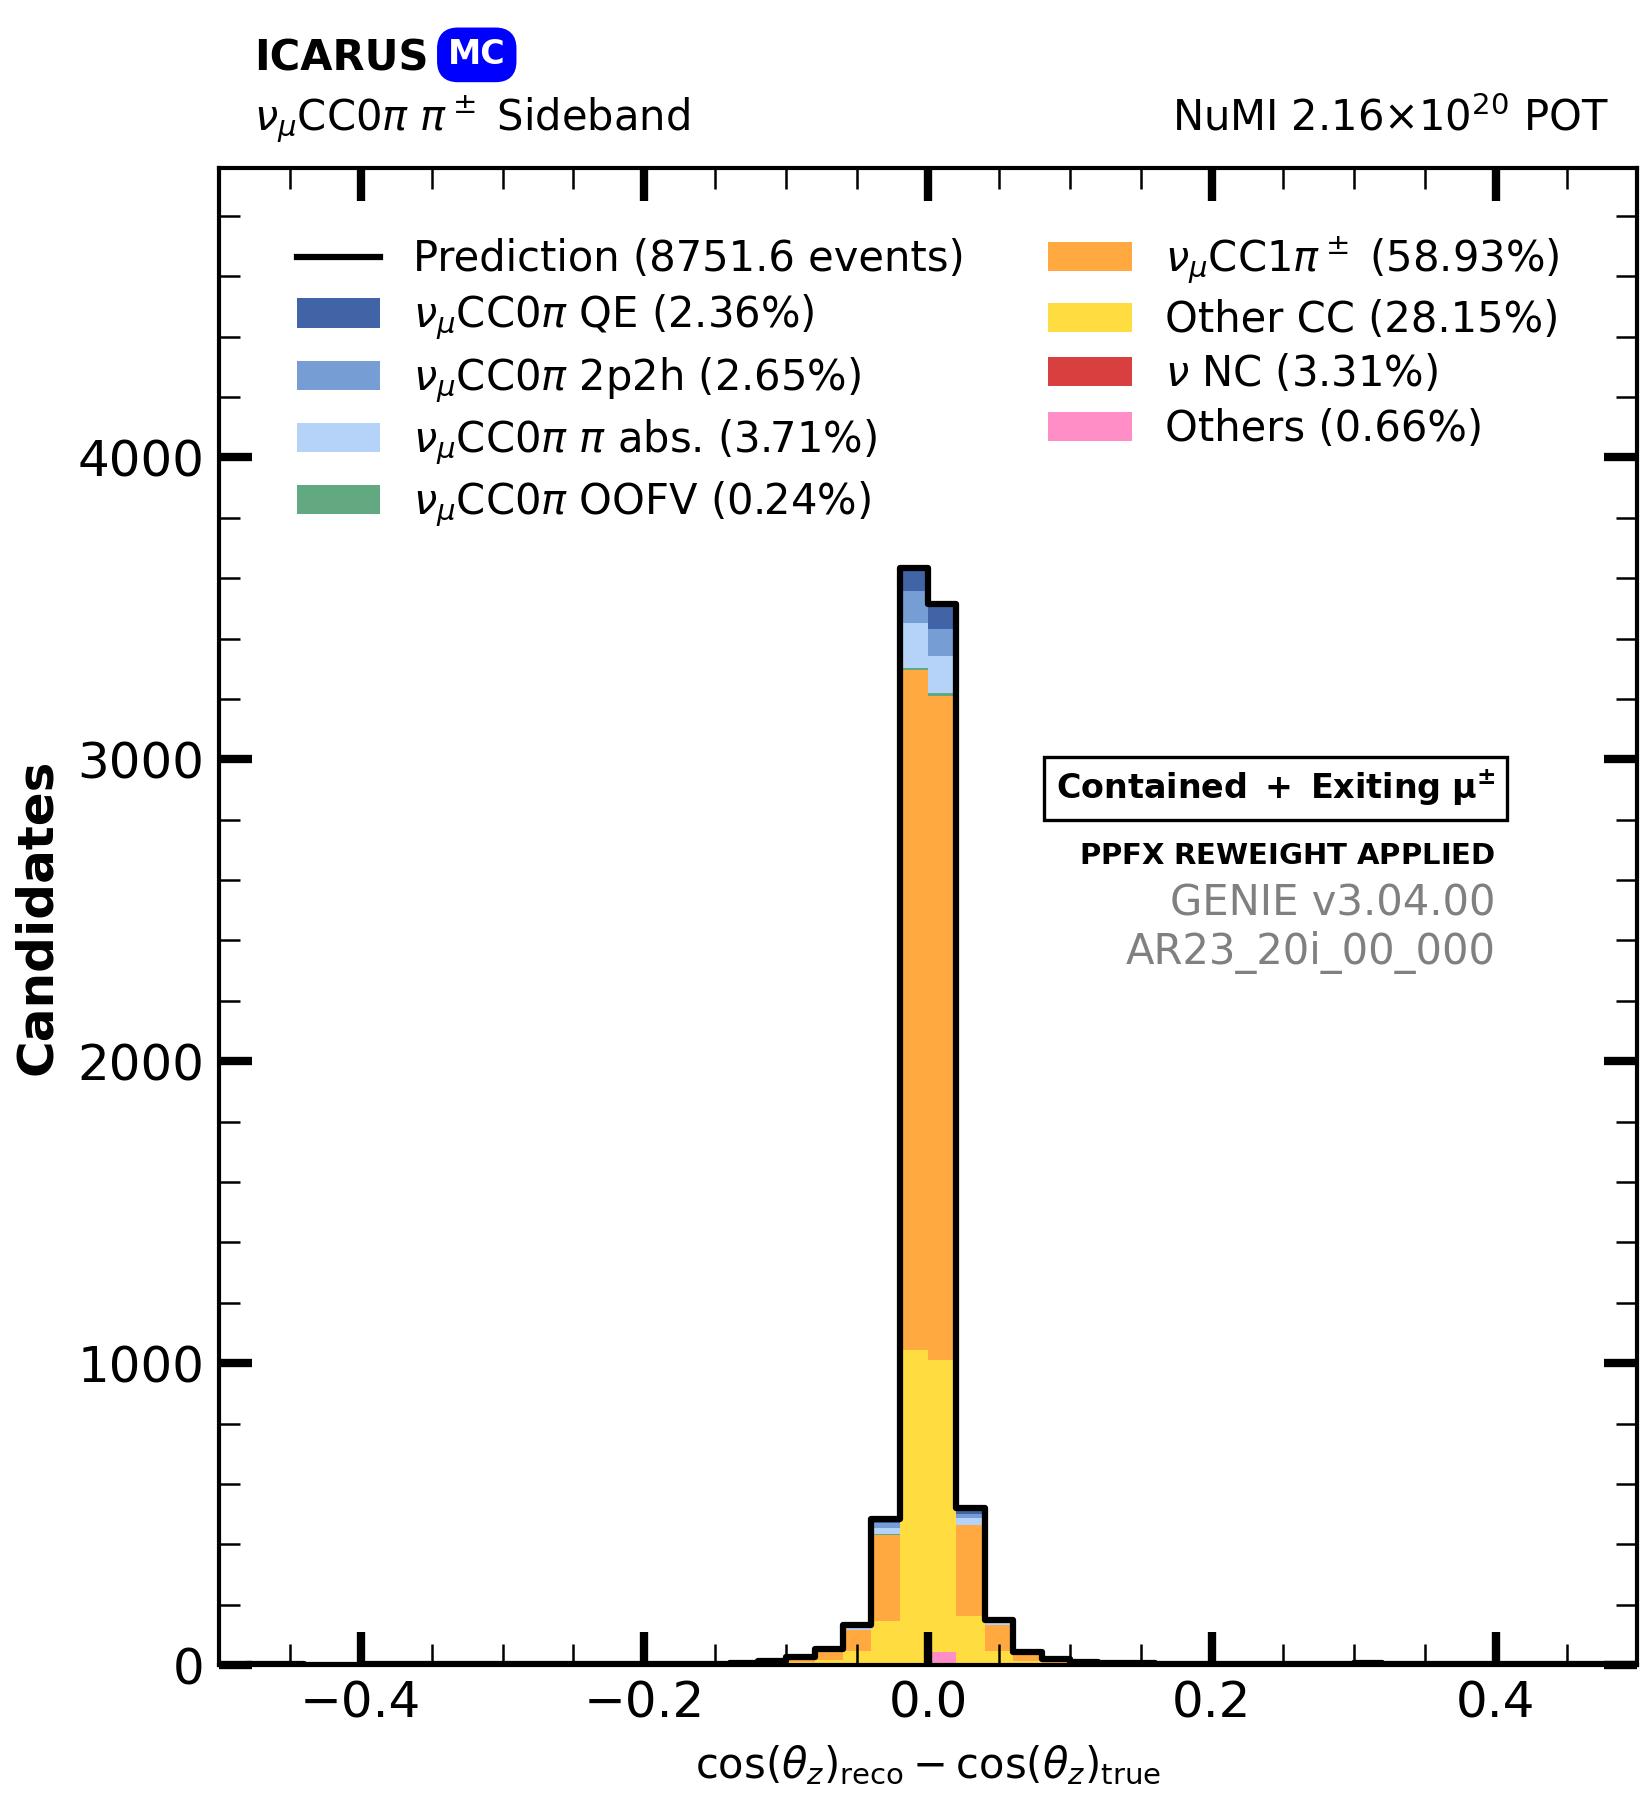 ICARUS MC
νμCC0π π± Sideband
NuMI 2.16×10²⁰ POT
Prediction (8751.6 events)
νμCC0π QE (2.36%)
νμCC0π 2p2h (2.65%)
νμCC0π π abs. (3.71%)
νμCC0π OOFV (0.24%)
νμCC1π± (58.93%)
Other CC (28.15%)
ν NC (3.31%)
Others (0.66%)
Contained + Exiting μ±
PPFX REWEIGHT APPLIED
GENIE v3.04.00
AR23_20i_00_000
Candidates
4000
3000
2000
1000
0
−0.4 −0.2 0.0 0.2 0.4
cos(θz)reco − cos(θz)true